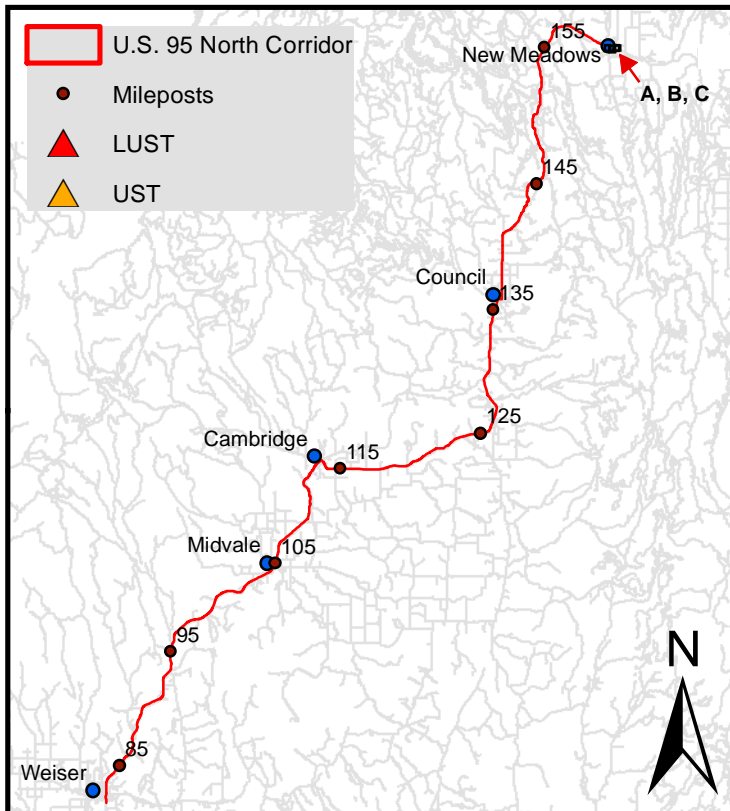 U.S. 95 North Corridor
Mileposts
LUST
UST
155
New Meadows
A, B, C
145
Council
135
125
Cambridge
115
Midvale
105
95
N
85
Weiser